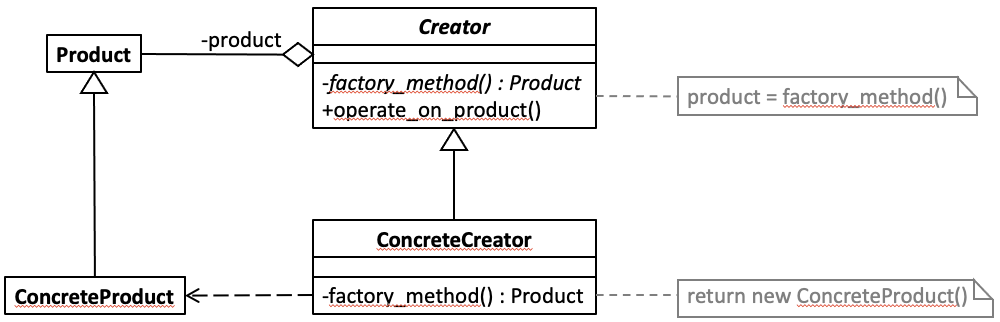 Creator
-product
Product
-factory_method() : Product
+operate_on_product()
product = factory_method()
ConcreteCreator
-factory_method() : Product
ConcreteProduct
return new ConcreteProduct()